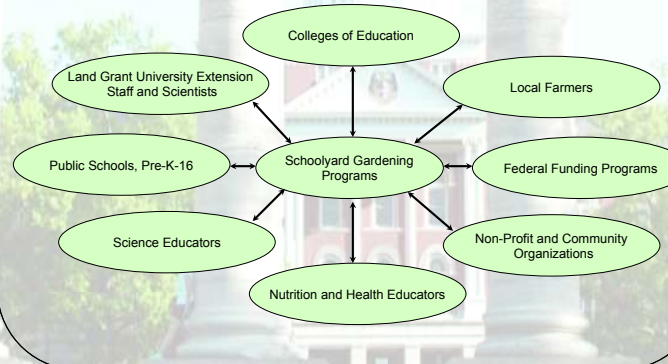 Colleges of Education
Land Grant University Extension
Staff and Scientists
Local Farmers
Public Schools, Pre-K-16
Schoolyard Gardening
Programs
Federal Funding Programs
Science Educators
Non-Profit and Community
Organizations
Nutrition and Health Educators